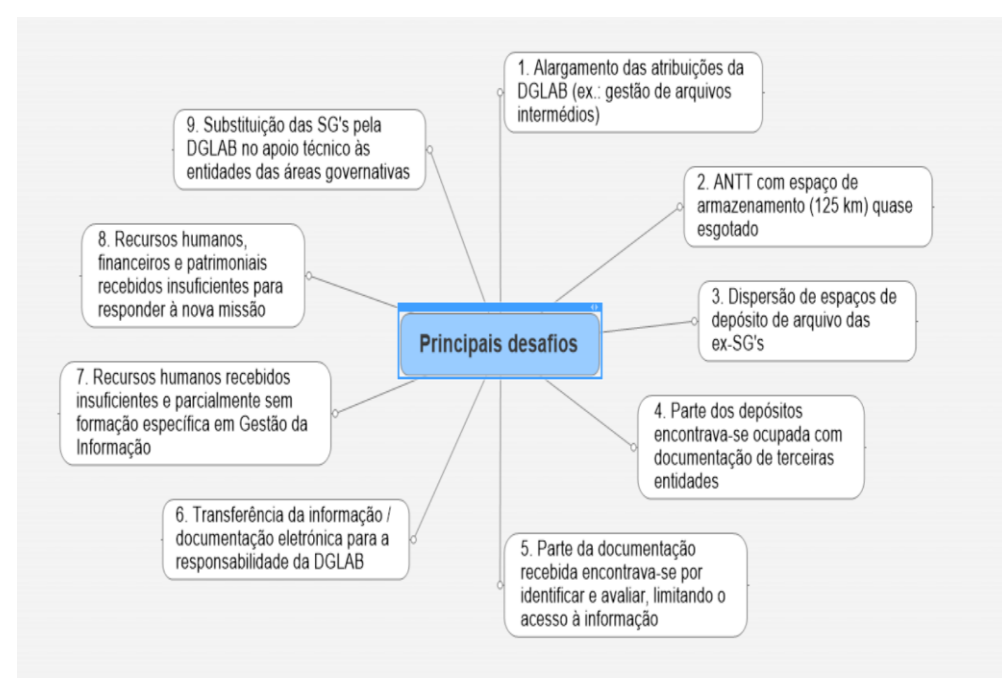 1. Alargamento das atribuições da
DGLAB (ex.: gestão de arquivos
intermédios)
2. ANTT com espaço de
armazenamento (125 km) quase
esgotado
3. Dispersão de espaços de
depósito de arquivo das
ex-SG's
4. Parte dos depósitos
encontrava-se ocupada com
documentação de terceiras
entidades
5. Parte da documentação
recebida encontrava-se por
identificar e avaliar, limitando o
acesso à informação
6. Transferência da informação /
documentação eletrónica para a
responsabilidade da DGLAB
7. Recursos humanos recebidos
insuficientes e parcialmente sem
formação específica em Gestão da
Informação
8. Recursos humanos,
financeiros e patrimoniais
recebidos insuficientes para
responder à nova missão
9. Substituição das SG's pela
DGLAB no apoio técnico às
entidades das áreas governativas
Principais desafios